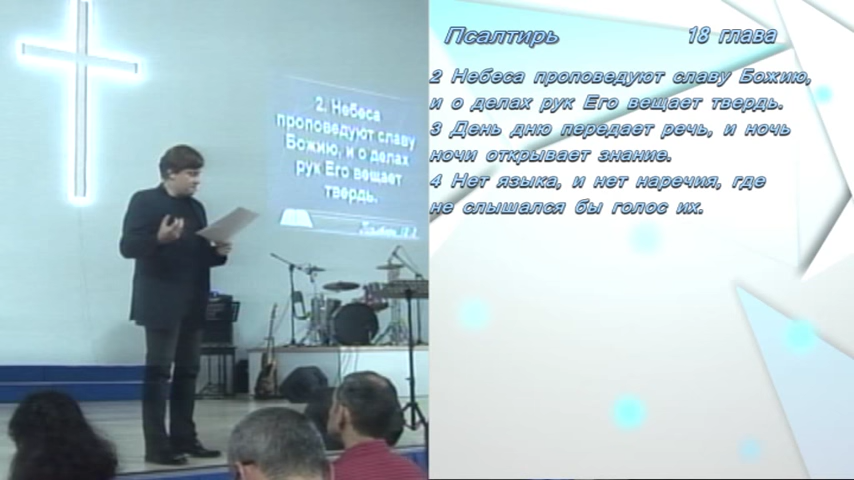 2. Небеса
проповедуют славу
Божию, и о делах
рук Его вещает
твердь.
Псалтирь 18 глава
2 Небеса проповедуют славу Божию,
и о делах рук Его вещает твердь.
3 День дню передает речь, и ночь
ночи открывает знание.
4 Нет языка, и нет наречия, где
не слышался бы голос их.